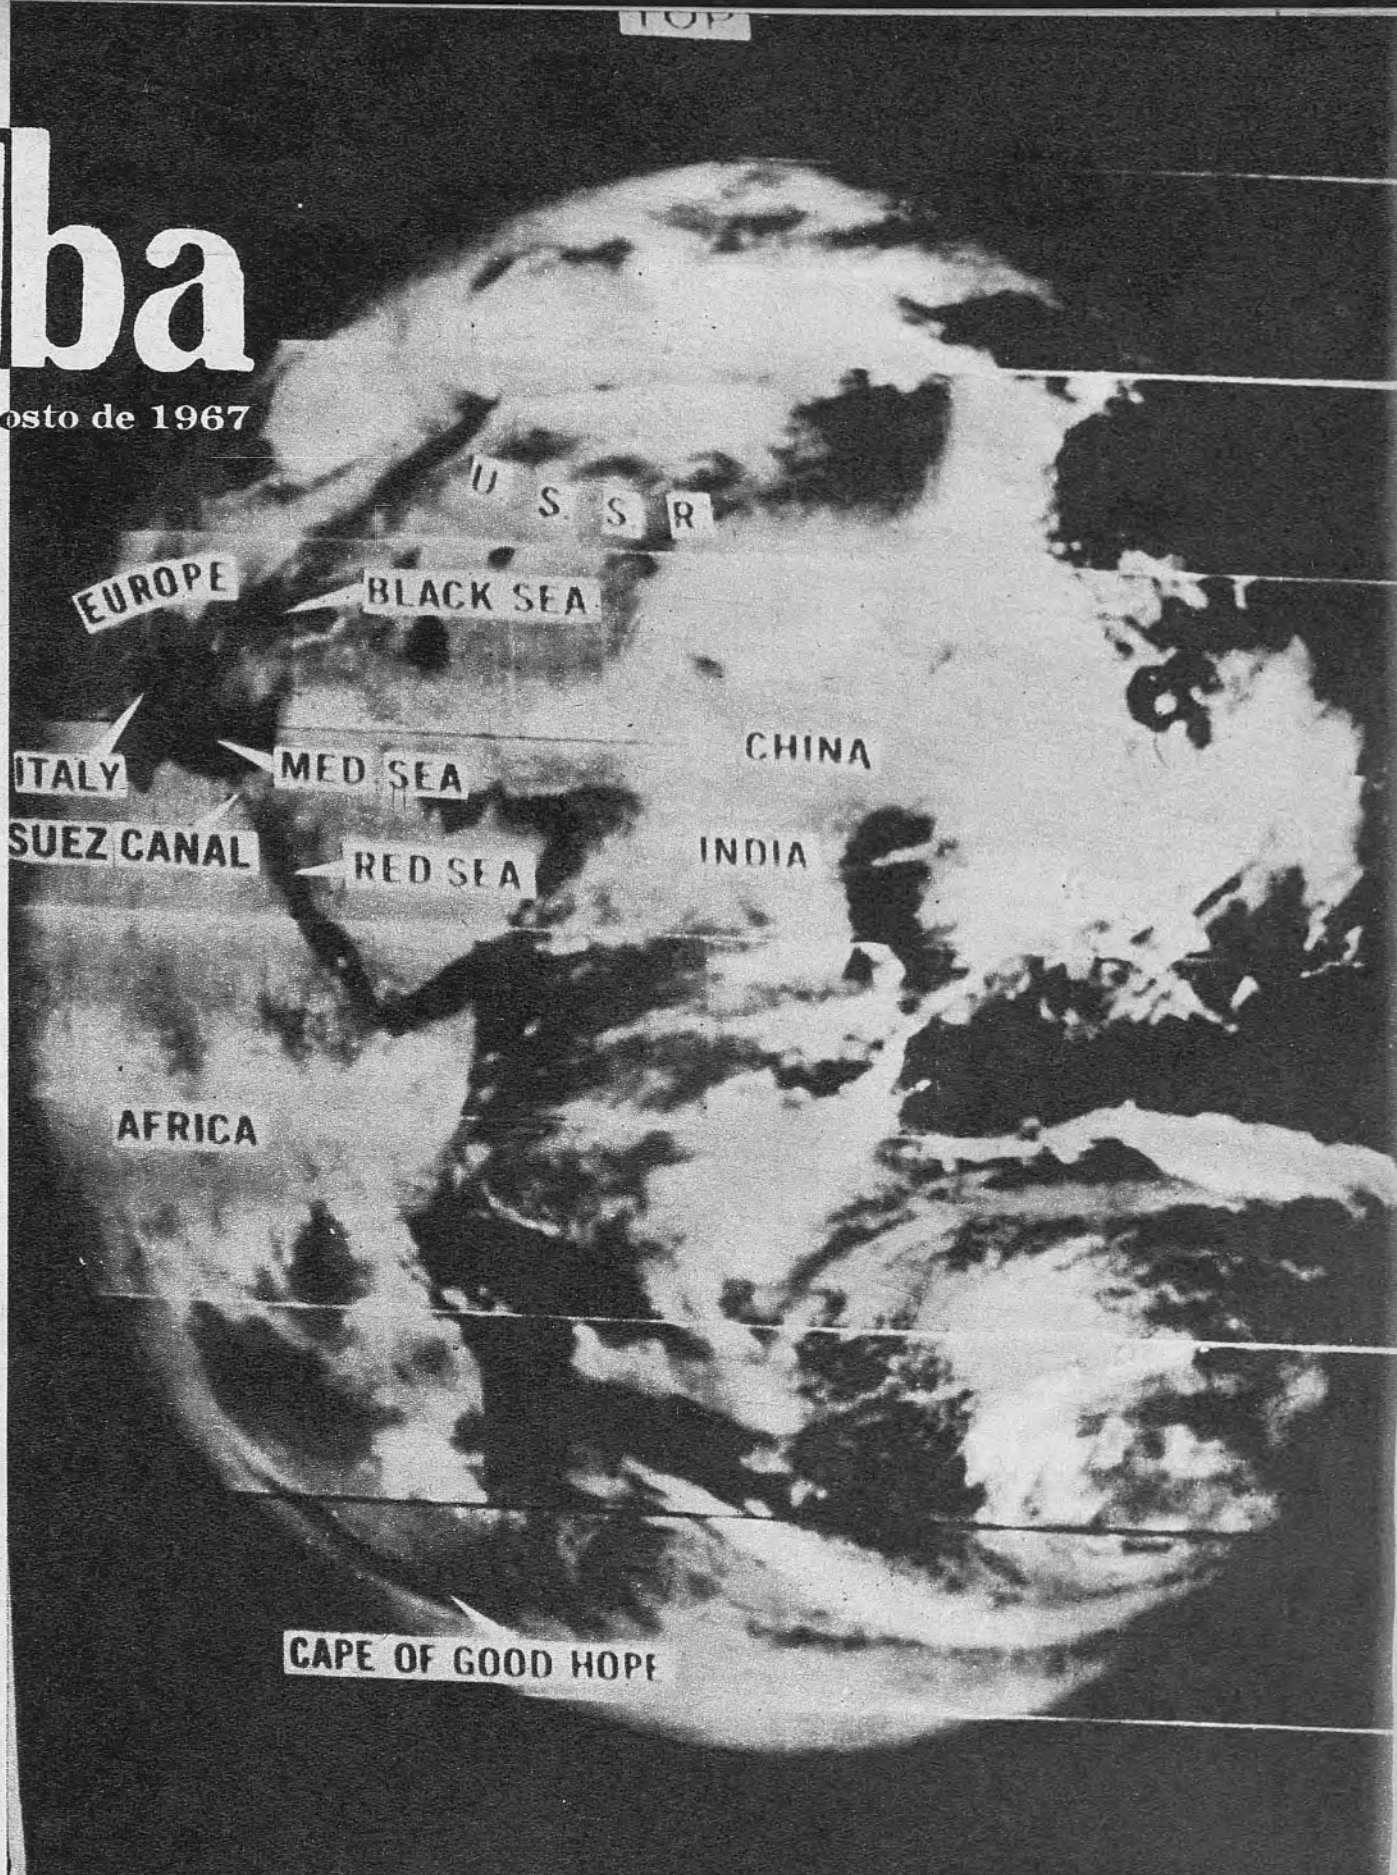 TOP
ba
osto de 1967
U. S. S. R
EUROPE
BLACK SEA
ITALY
MED. SEA
CHINA
SUEZ CANAL
RED SEA
INDIA
AFRICA
CAPE OF GOOD HOPE